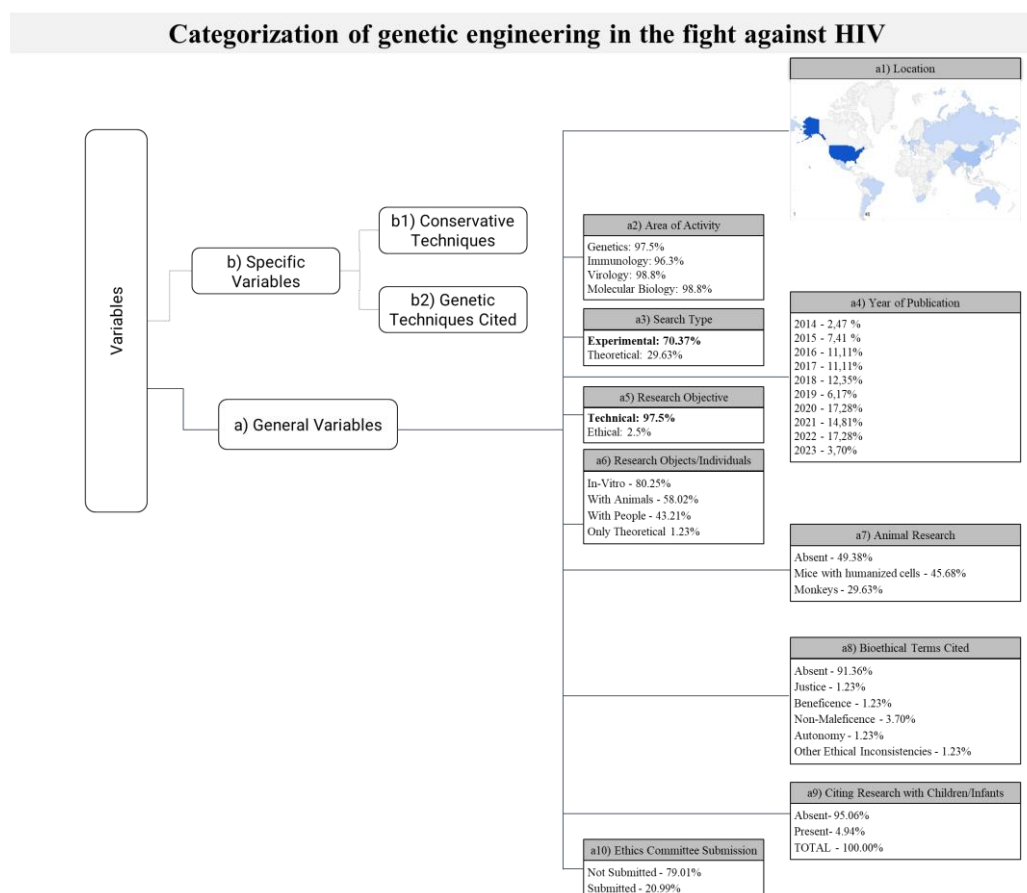 Categorization of genetic engineering in the fight against HIV
a1) Location
Variables
b) Specific
Variables
b1) Conservative
Techniques
b2) Genetic
Techniques Cited
a) General Variables
a2) Area of Activity
Genetics: 97.5%
Immunology: 96.3%
Virology: 98.8%
Molecular Biology: 98.8%
a3) Search Type
Experimental: 70.37%
Theoretical: 29.63%
a4) Year of Publication
2014 - 2,47 %
2015 - 7,41 %
2016 - 11,11%
2017 - 11,11%
2018 - 12,35%
2019 - 6,17%
2020 - 17,28%
2021 - 14,81%
2022 - 17,28%
2023 - 3,70%
a5) Research Objective
Technical: 97.5%
Ethical: 2.5%
a6) Research Objects/Individuals
In-Vitro - 80.25%
With Animals - 58.02%
With People - 43.21%
Only Theoretical 1.23%
a7) Animal Research
Absent - 49.38%
Mice with humanized cells - 45.68%
Monkeys - 29.63%
a8) Bioethical Terms Cited
Absent - 91.36%
Justice - 1.23%
Beneficence - 1.23%
Non-Maleficence - 3.70%
Autonomy - 1.23%
Other Ethical Inconsistencies - 1.23%
a9) Citing Research with Children/Infants
Absent- 95.06%
Present- 4.94%
TOTAL - 100.00%
a10) Ethics Committee Submission
Not Submitted - 79.01%
Submitted - 20.99%